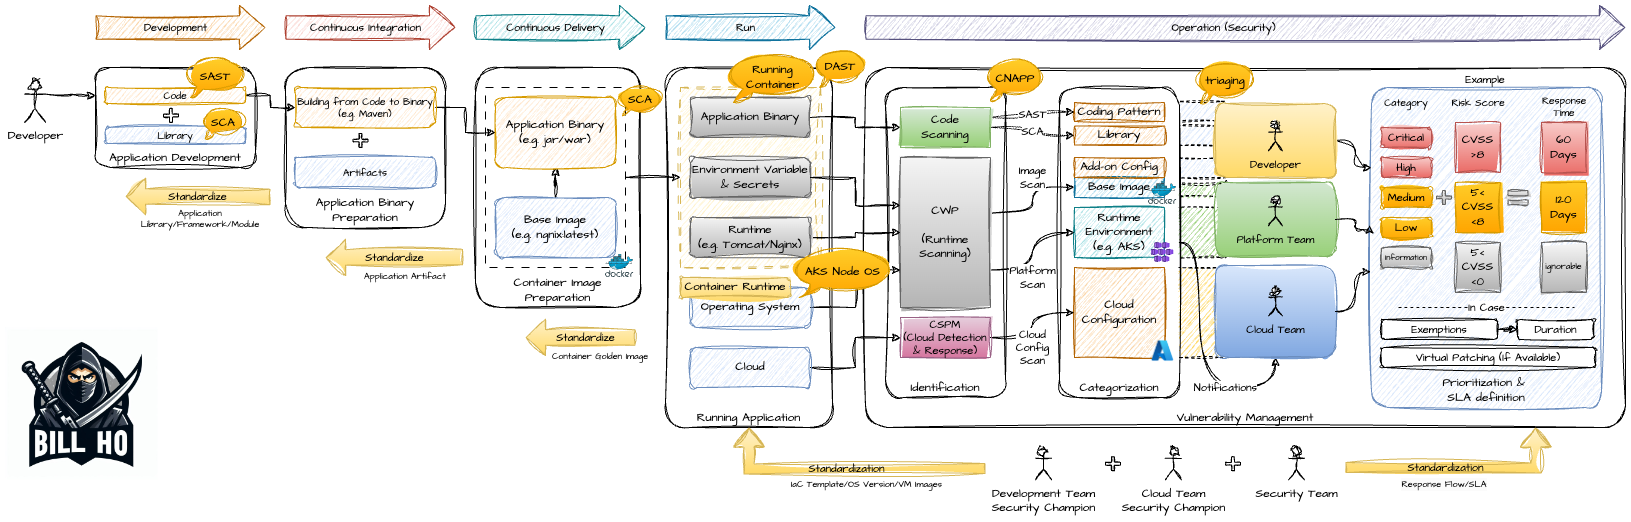 Development
Continuous Integration
Continuous Delivery
Run
Operation (Security)
Developer
SAST
Code
SCA
Library
Application Development
Standardize
Application
Library/Framework/Module
Building from Code to Binary
(e.g. Maven)
Artifacts
Application Binary
Preparation
Standardize
Application Artifact
SCA
Application Binary
(e.g. jar/war)
Base Image
(e.g. ngnix:latest)
docker
Container Image
Preparation
Standardize
Container Golden Image
Running
Container
DAST
Application Binary
Environment Variable
& Secrets
Runtime
(e.g. Tomcat/Nginx)
AKS Node OS
Container Runtime
Operating System
Cloud
Running Application
CNAPP
Code
Scanning
CWP
(Runtime
Scanning)
CSPM
(Cloud Detection
& Response)
Identification
SAST
SCA
Image
Scan
Platform
Scan
Cloud
Config
Scan
Coding Pattern
Library
Add-on Config
Base Image
docker
Runtime
Environment
(e.g. AKS)
Cloud
Configuration
Categorization
triaging
Developer
Platform Team
Cloud Team
Notifications
Vulnerability Management
Example
Category
Risk Score
Response
Time
Critical
High
CVSS
>8
60
Days
Medium
Low
5<
CVSS
<8
120
Days
Information
5<
CVSS
<0
ignorable
In Case
Exemptions
Duration
Virtual Patching (If Available)
Prioritization &
SLA definition
Standardization
IaC Template/OS Version/VM Images
Development Team
Security Champion
Cloud Team
Security Champion
Security Team
Standardization
Response Flow/SLA
BILL HO